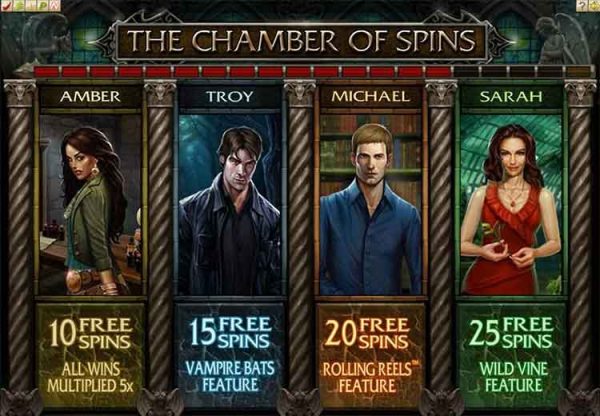 THE CHAMBER OF SPINS
AMBER
TROY
MICHAEL
SARAH
10 FREE SPINS
ALL WINS
MULTIPLIED 5x
15 FREE SPINS
VAMPIRE BATS
FEATURE
20 FREE SPINS
ROLLING REELS™
FEATURE
25 FREE SPINS
WILD VINE
FEATURE